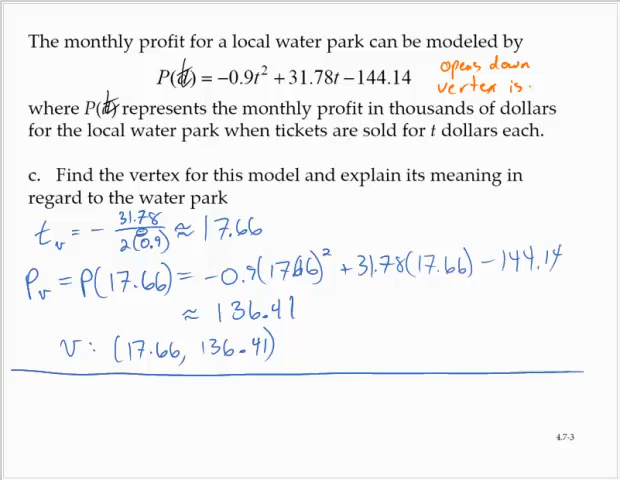 The monthly profit for a local water park can be modeled by
P(t) = −0.9t² + 31.78t − 144.14
opens down
vertex is
where P(t) represents the monthly profit in thousands of dollars
for the local water park when tickets are sold for t dollars each.
c. Find the vertex for this model and explain its meaning in
regard to the water park
t_v = − 31.78 / 2(−0.9) ≈ 17.66
P_v = P(17.66) = −0.9(17.66)² + 31.78(17.66) − 144.14
≈ 136.41
V: (17.66, 136.41)
4.7-3